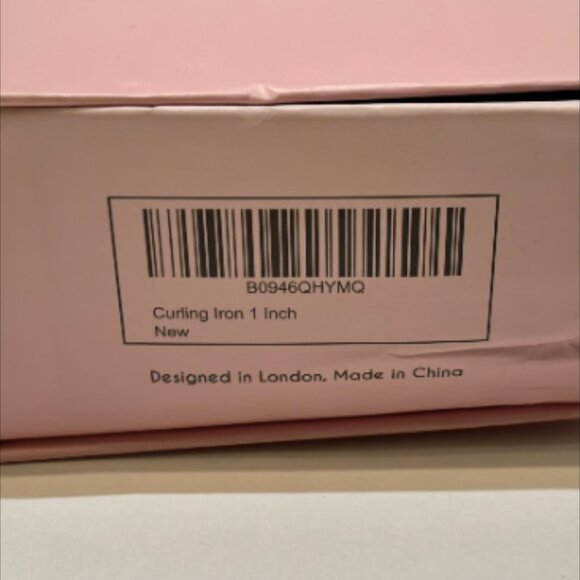 B0946QHYMQ
Curling Iron 1 Inch
New
Designed in London, Made in China